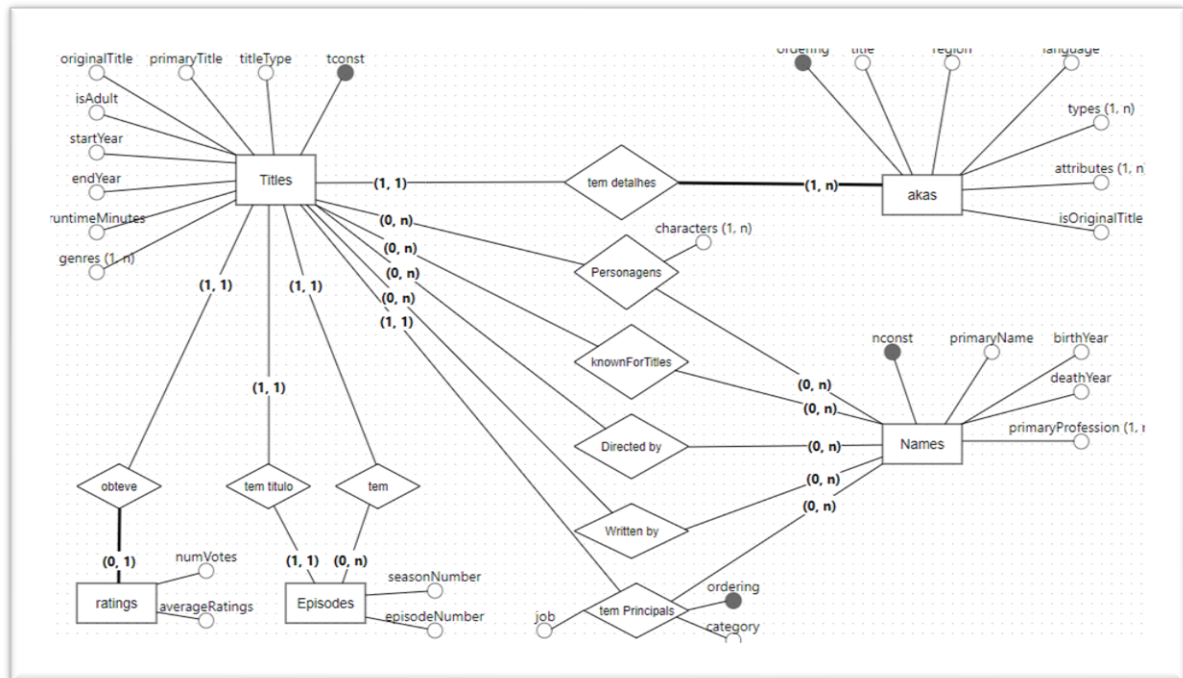 ordering title region language
originalTitle primaryTitle titleType tconst
isAdult
types (1, n)
startYear
attributes (1, n
endYear
Titles
(1, 1)
tem detalhes
(1, n)
akas
runtimeMinutes
isOriginalTitle
(0, n)
characters (1, n)
genres (1, n)
(0, n)
Personagens
(0, n)
(1, 1)
(1, 1)
(0, n)
(1, 1)
nconst primaryName birthYear
knownForTitles
(1, 1)
(0, n)
deathYear
(0, n)
primaryProfession (1, r
Directed by
(0, n)
Names
obteve
tem titulo
tem
(0, n)
(0, n)
Written by
(0, 1)
numVotes
(1, 1)
(0, n)
seasonNumber
ordering
ratings
averageRatings
Episodes
episodeNumber
job
tem Principals
category